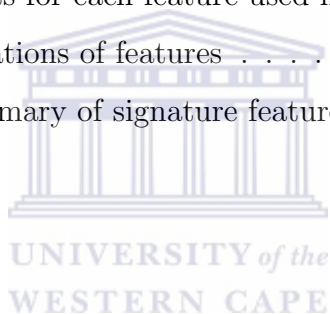 for each feature used
ations of features . . . .
mary of signature feature
UNIVERSITY of the
WESTERN CAPE